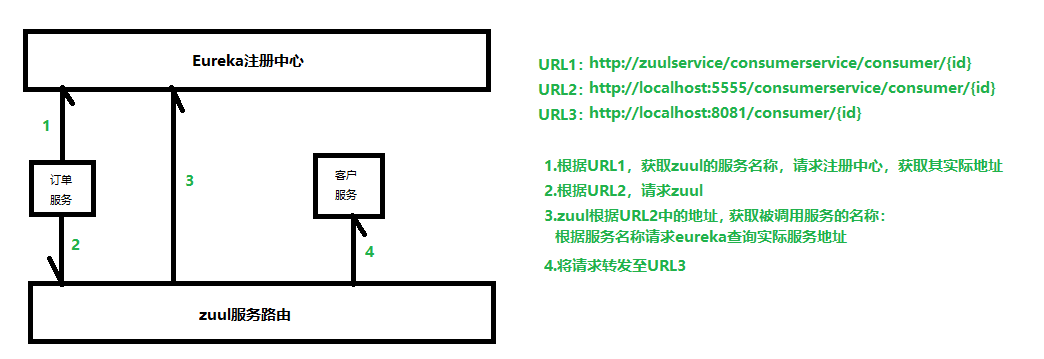 Eureka注册中心
URL1：http://zuulservice/consumerservice/consumer/{id}
URL2：http://localhost:5555/consumerservice/consumer/{id}
URL3：http://localhost:8081/consumer/{id}
1
订单
服务
3
客户
服务
2
4
zuul服务路由
1.根据URL1，获取zuul的服务名称，请求注册中心，获取其实际地址
2.根据URL2，请求zuul
3.zuul根据URL2中的地址，获取被调用服务的名称：
根据服务名称请求eureka查询实际服务地址
4.将请求转发至URL3